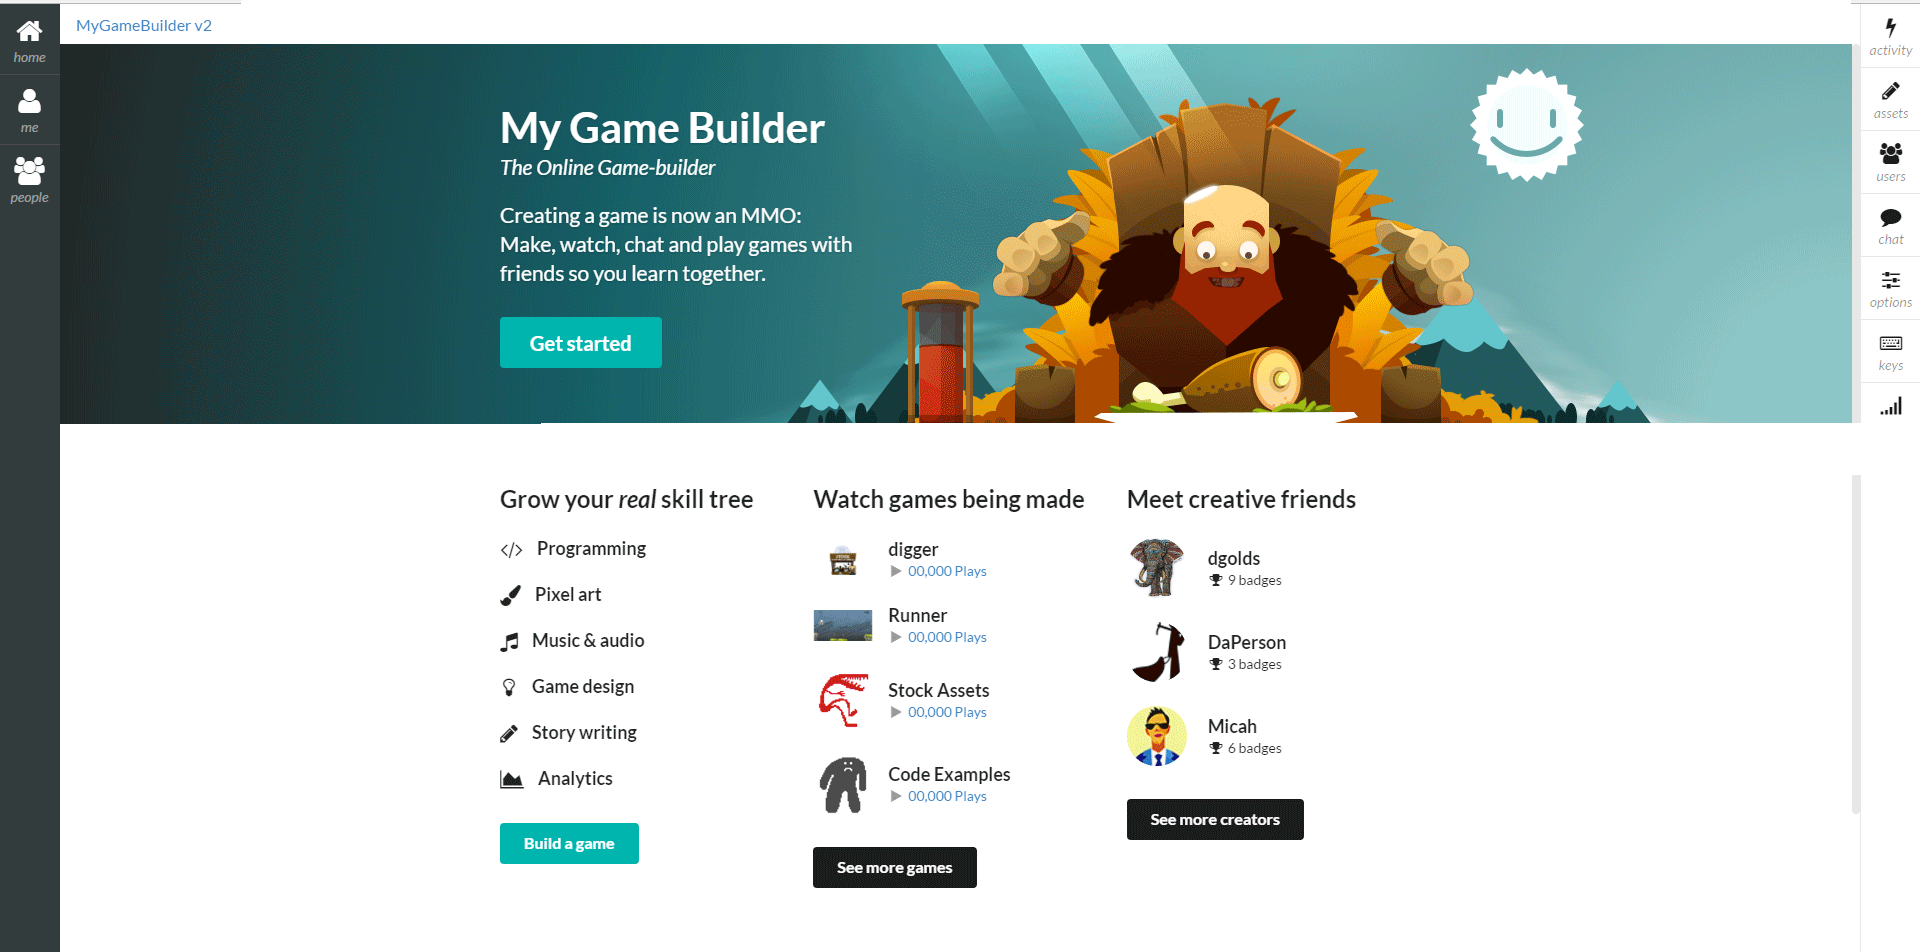 MyGameBuilder v2
home
me
people
My Game Builder
The Online Game-builder
Creating a game is now an MMO:
Make, watch, chat and play games with
friends so you learn together.
Get started
activity
assets
users
chat
options
keys
Grow your real skill tree
Programming
Pixel art
Music & audio
Game design
Story writing
Analytics
Build a game
Watch games being made
digger
00,000 Plays
Runner
00,000 Plays
Stock Assets
00,000 Plays
Code Examples
00,000 Plays
See more games
Meet creative friends
dgolds
9 badges
DaPerson
3 badges
Micah
6 badges
See more creators